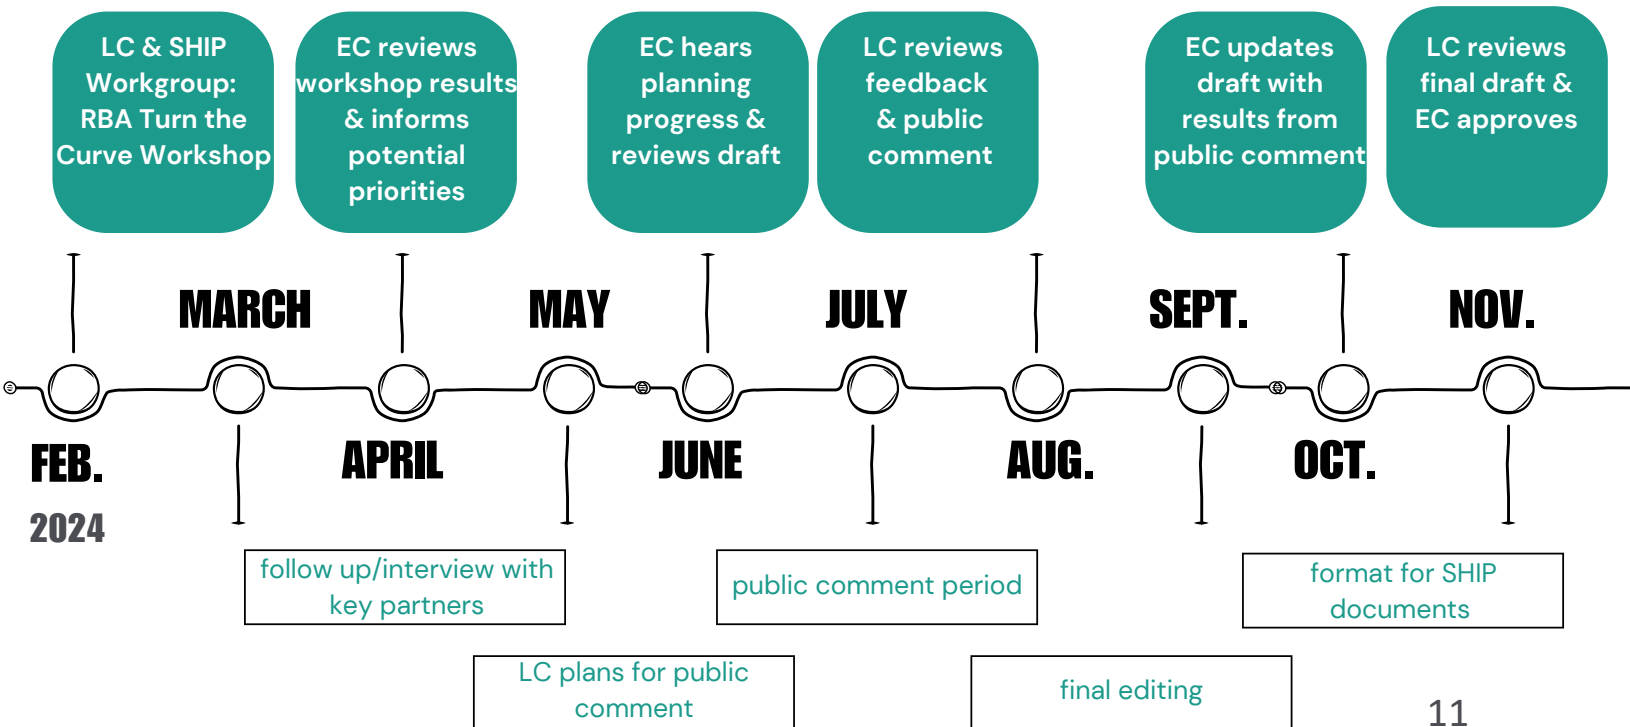 LC & SHIP
Workgroup:
RBA Turn the
Curve Workshop
EC reviews
workshop results
& informs
potential
priorities
EC hears
planning
progress &
reviews draft
LC reviews
feedback
& public
comment
EC updates
draft with
results from
public comment
LC reviews
final draft &
EC approves
MARCH
MAY
JULY
SEPT.
NOV.
FEB.
APRIL
JUNE
AUG.
OCT.
2024
follow up/interview with
key partners
public comment period
format for SHIP
documents
LC plans for public
comment
final editing
11